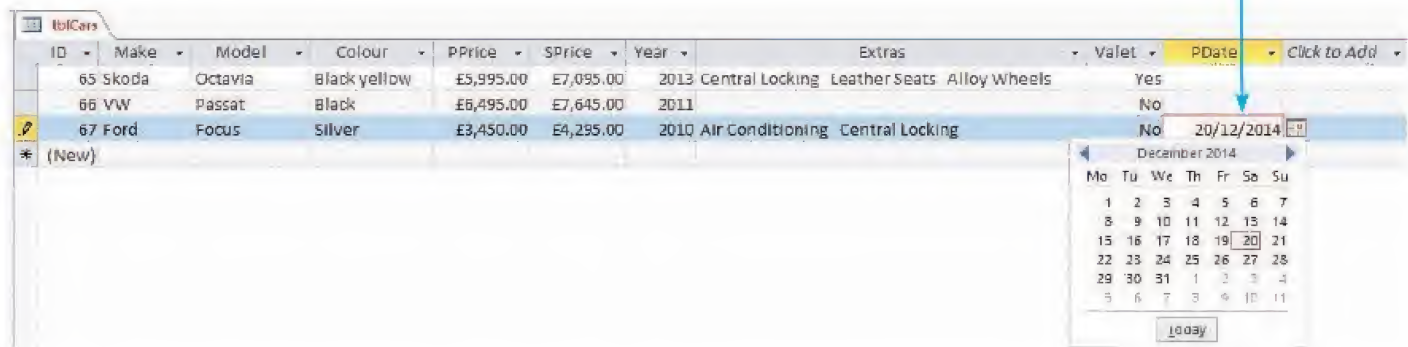 tblCars
ID Make Model Colour PPrice SPrice Year Extras Valet PDate Click to Add
65 Skoda Octavia Black yellow £5,995.00 £7,095.00 2013 Central Locking Leather Seats Alloy Wheels Yes
66 VW Passat Black £6,495.00 £7,645.00 2011 No
67 Ford Focus Silver £3,450.00 £4,295.00 2010 Air Conditioning Central Locking No 20/12/2014
* (New)
December 2014
Mo Tu We Th Fr Sa Su
1 2 3 4 5 6 7
8 9 10 11 12 13 14
15 16 17 18 19 20 21
22 23 24 25 26 27 28
29 30 31 1 2 3 4
5 6 7 8 9 10 11
Today